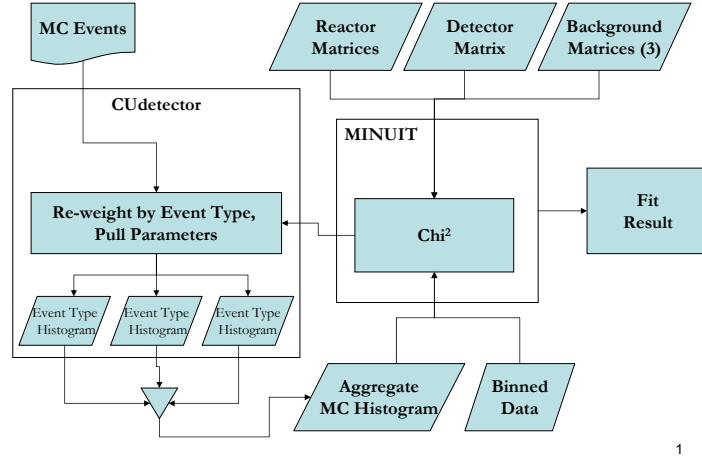 MC Events
Reactor
Matrices
Detector
Matrix
Background
Matrices (3)
CUdetector
MINUIT
Re-weight by Event Type,
Pull Parameters
Chi²
Fit
Result
Event Type
Histogram
Event Type
Histogram
Event Type
Histogram
Aggregate
MC Histogram
Binned
Data
1